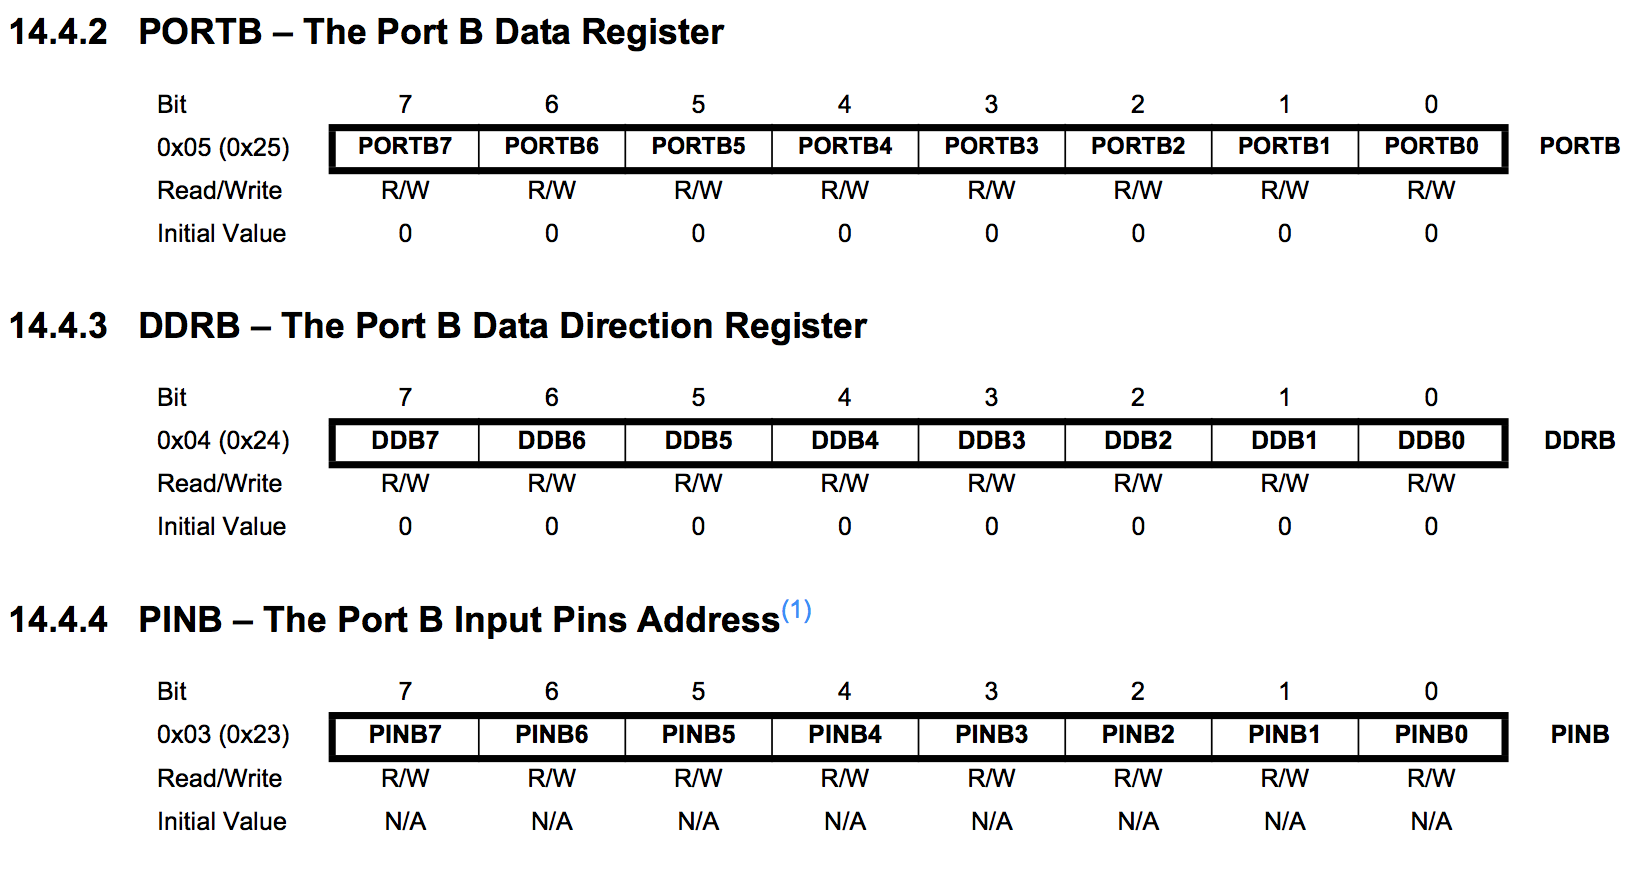 14.4.2 PORTB – The Port B Data Register
Bit 7 6 5 4 3 2 1 0
0x05 (0x25) PORTB7 PORTB6 PORTB5 PORTB4 PORTB3 PORTB2 PORTB1 PORTB0 PORTB
Read/Write R/W R/W R/W R/W R/W R/W R/W R/W
Initial Value 0 0 0 0 0 0 0 0
14.4.3 DDRB – The Port B Data Direction Register
Bit 7 6 5 4 3 2 1 0
0x04 (0x24) DDB7 DDB6 DDB5 DDB4 DDB3 DDB2 DDB1 DDB0 DDRB
Read/Write R/W R/W R/W R/W R/W R/W R/W R/W
Initial Value 0 0 0 0 0 0 0 0
14.4.4 PINB – The Port B Input Pins Address(1)
Bit 7 6 5 4 3 2 1 0
0x03 (0x23) PINB7 PINB6 PINB5 PINB4 PINB3 PINB2 PINB1 PINB0 PINB
Read/Write R/W R/W R/W R/W R/W R/W R/W R/W
Initial Value N/A N/A N/A N/A N/A N/A N/A N/A